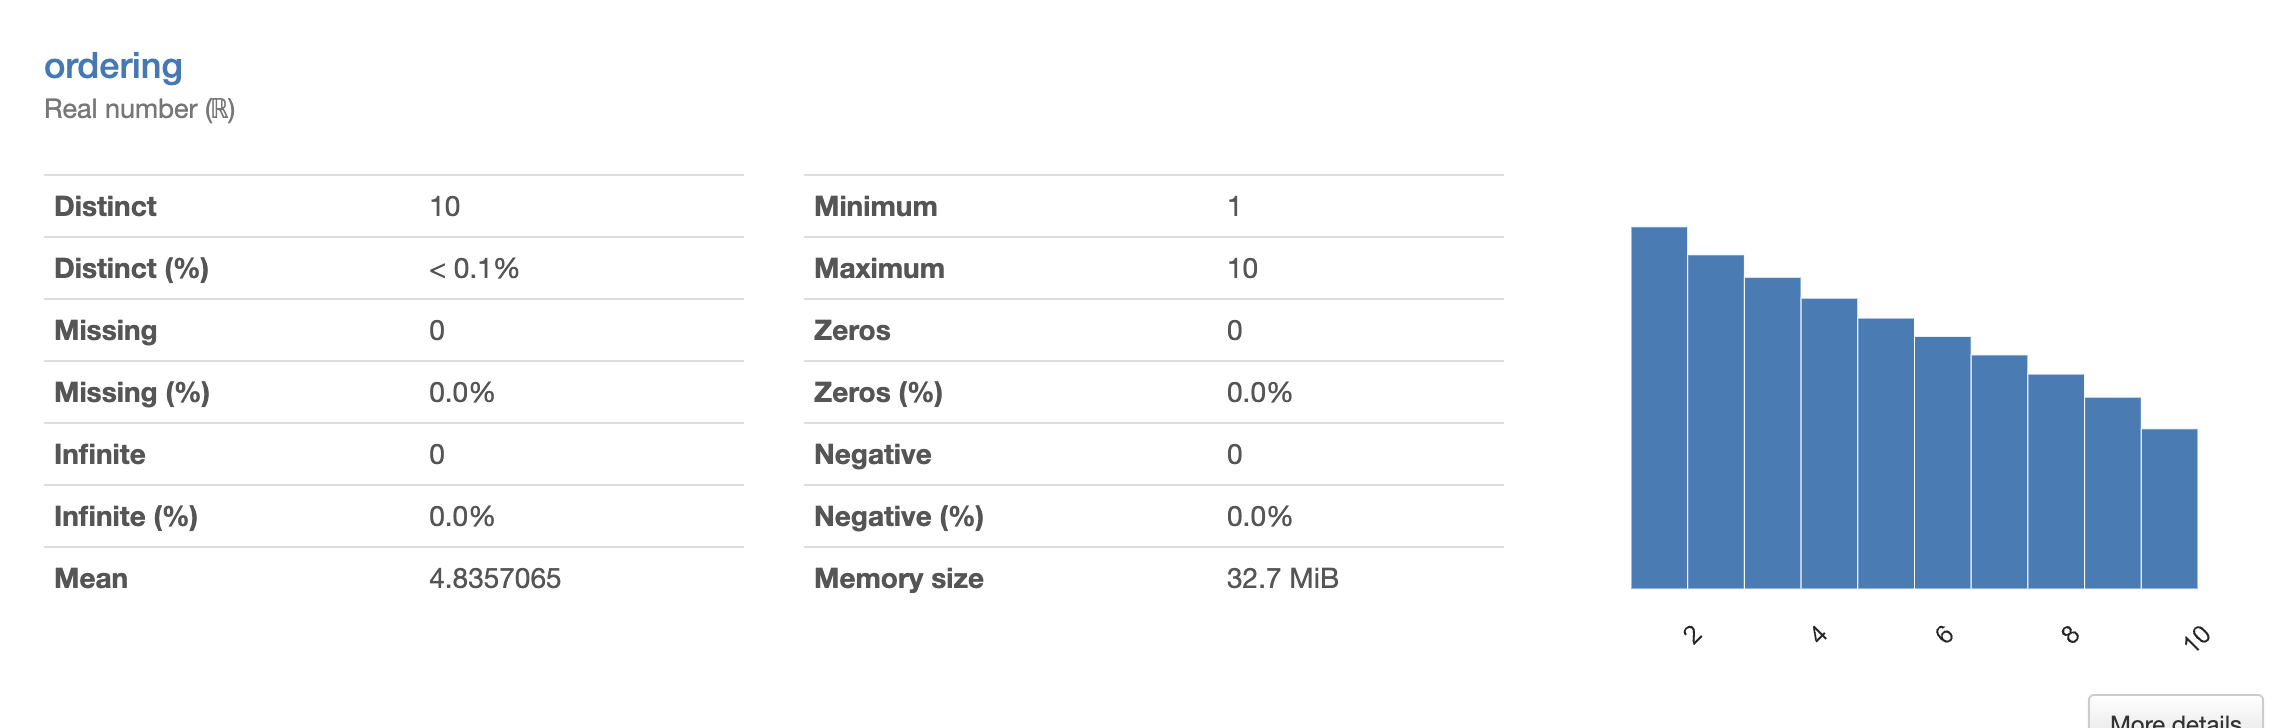 ordering
Real number (ℝ)
Distinct 10
Distinct (%) < 0.1%
Missing 0
Missing (%) 0.0%
Infinite 0
Infinite (%) 0.0%
Mean 4.8357065
Minimum 1
Maximum 10
Zeros 0
Zeros (%) 0.0%
Negative 0
Negative (%) 0.0%
Memory size 32.7 MiB
2 4 6 8 10
More details